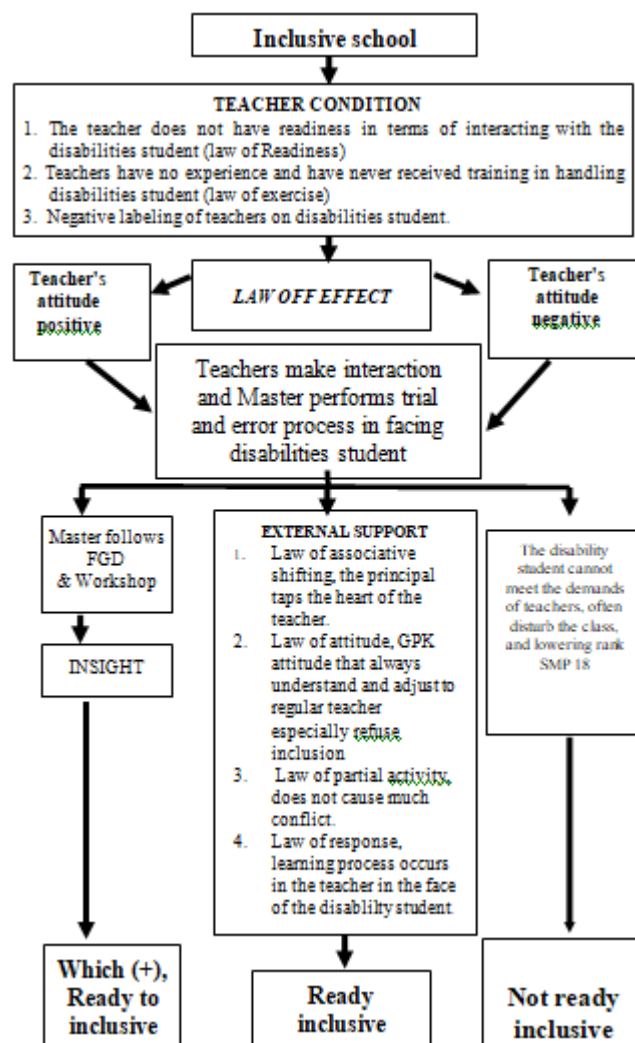 Inclusive school
TEACHER CONDITION
1. The teacher does not have readiness in terms of interacting with the
disabilities student (law of Readiness)
2. Teachers have no experience and have never received training in handling
disabilities student (law of exercise)
3. Negative labeling of teachers on disabilities student.
Teacher's
attitude
positive
LAW OFF EFFECT
Teacher's
attitude
negative
Teachers make interaction
and Master performs trial
and error process in facing
disabilities student
Master follows
FGD
& Workshop
INSIGHT
EXTERNAL SUPPORT
1. Law of associative
shifting, the principal
taps the heart of the
teacher.
2. Law of attitude, GPK
attitude that always
understand and adjust to
regular teacher
especially refuse
inclusion
3. Law of partial activity,
does not cause much
conflict.
4. Law of response,
learning process occurs
in the teacher in the face
of the disablilty student.
The disability
student cannot
meet the demands
of teachers, often
disturb the class,
and lowering rank
SMP 18
Which (+),
Ready to
inclusive
Ready
inclusive
Not ready
inclusive